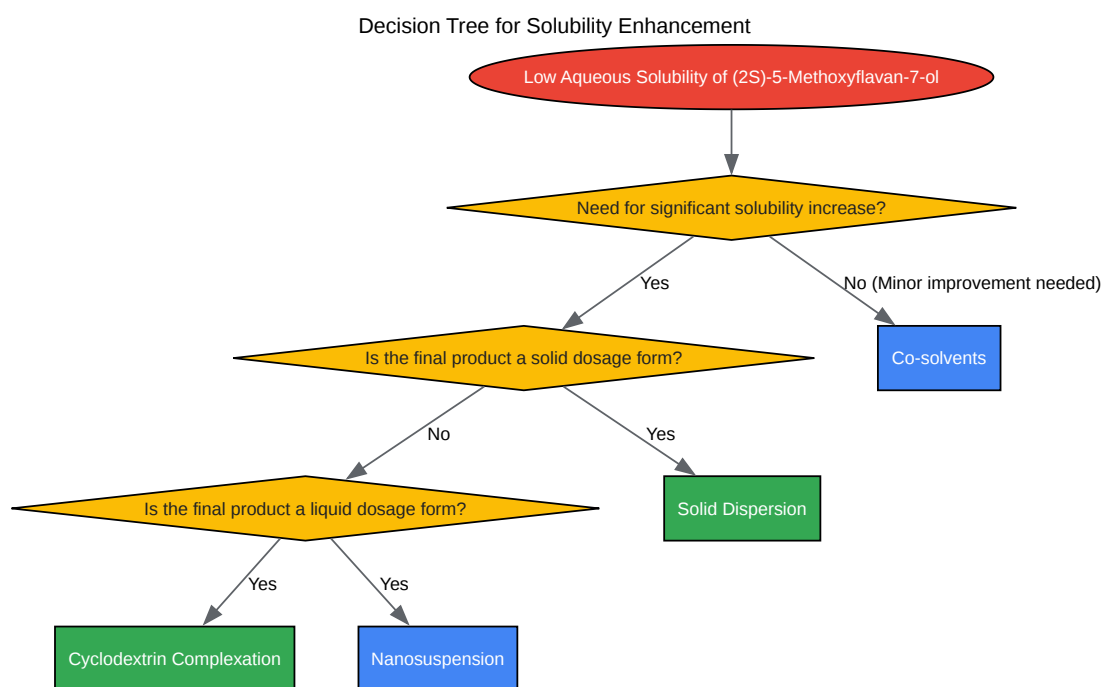 Decision Tree for Solubility Enhancement
Low Aqueous Solubility of (2S)-5-Methoxyflavan-7-ol
Need for significant solubility increase?
Yes
No (Minor improvement needed)
Is the final product a solid dosage form?
Co-solvents
No
Yes
Is the final product a liquid dosage form?
Solid Dispersion
Yes
Yes
Cyclodextrin Complexation
Nanosuspension